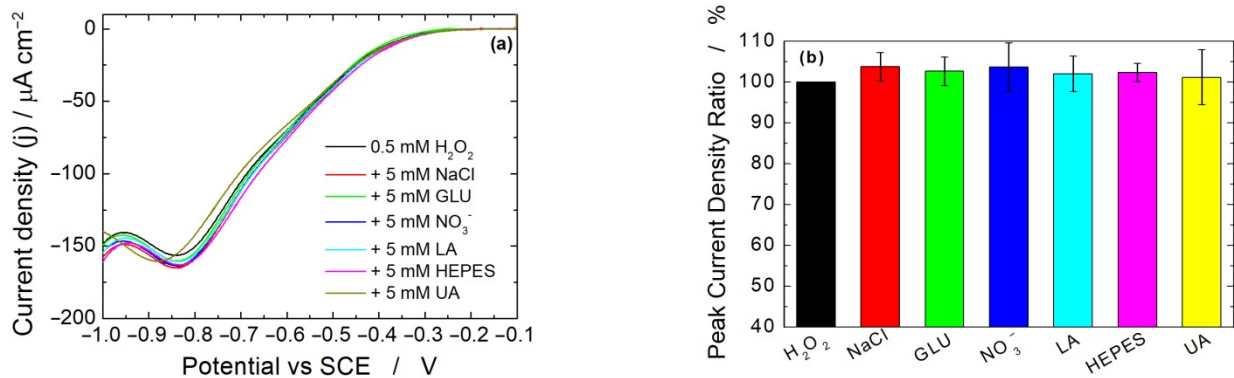 (a)
Current density (j) / μA cm⁻²
0
−50
−100
−150
−200
0.5 mM H₂O₂
+ 5 mM NaCl
+ 5 mM GLU
+ 5 mM NO₃⁻
+ 5 mM LA
+ 5 mM HEPES
+ 5 mM UA
−1.0 −0.9 −0.8 −0.7 −0.6 −0.5 −0.4 −0.3 −0.2 −0.1
Potential vs SCE / V
(b)
Peak Current Density Ratio / %
110
100
90
80
70
60
50
40
H₂O₂ NaCl GLU NO₃⁻ LA HEPES UA